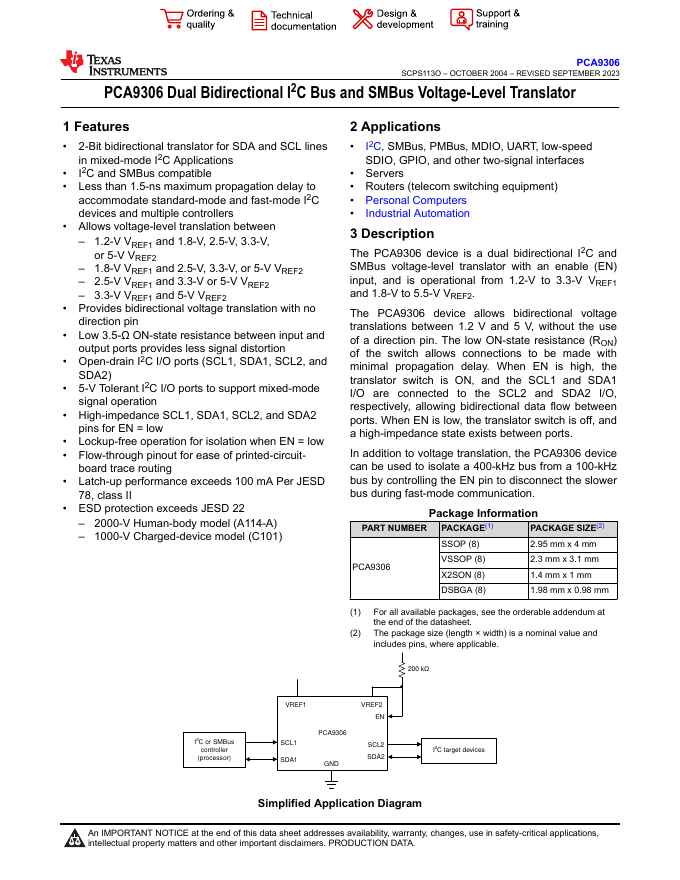 Ordering &
quality
Technical
documentation
Design &
development
Support &
training
TEXAS
INSTRUMENTS
PCA9306
SCPS113O – OCTOBER 2004 – REVISED SEPTEMBER 2023
PCA9306 Dual Bidirectional I²C Bus and SMBus Voltage-Level Translator
1 Features
• 2-Bit bidirectional translator for SDA and SCL lines
in mixed-mode I²C Applications
• I²C and SMBus compatible
• Less than 1.5-ns maximum propagation delay to
accommodate standard-mode and fast-mode I²C
devices and multiple controllers
• Allows voltage-level translation between
– 1.2-V VREF1 and 1.8-V, 2.5-V, 3.3-V,
or 5-V VREF2
– 1.8-V VREF1 and 2.5-V, 3.3-V, or 5-V VREF2
– 2.5-V VREF1 and 3.3-V or 5-V VREF2
– 3.3-V VREF1 and 5-V VREF2
• Provides bidirectional voltage translation with no
direction pin
• Low 3.5-Ω ON-state resistance between input and
output ports provides less signal distortion
• Open-drain I²C I/O ports (SCL1, SDA1, SCL2, and
SDA2)
• 5-V Tolerant I²C I/O ports to support mixed-mode
signal operation
• High-impedance SCL1, SDA1, SCL2, and SDA2
pins for EN = low
• Lockup-free operation for isolation when EN = low
• Flow-through pinout for ease of printed-circuit-
board trace routing
• Latch-up performance exceeds 100 mA Per JESD
78, class II
• ESD protection exceeds JESD 22
– 2000-V Human-body model (A114-A)
– 1000-V Charged-device model (C101)
2 Applications
• I²C, SMBus, PMBus, MDIO, UART, low-speed
SDIO, GPIO, and other two-signal interfaces
• Servers
• Routers (telecom switching equipment)
• Personal Computers
• Industrial Automation
3 Description
The PCA9306 device is a dual bidirectional I²C and
SMBus voltage-level translator with an enable (EN)
input, and is operational from 1.2-V to 3.3-V VREF1
and 1.8-V to 5.5-V VREF2.
The PCA9306 device allows bidirectional voltage
translations between 1.2 V and 5 V, without the use
of a direction pin. The low ON-state resistance (RON)
of the switch allows connections to be made with
minimal propagation delay. When EN is high, the
translator switch is ON, and the SCL1 and SDA1
I/O are connected to the SCL2 and SDA2 I/O,
respectively, allowing bidirectional data flow between
ports. When EN is low, the translator switch is off, and
a high-impedance state exists between ports.
In addition to voltage translation, the PCA9306 device
can be used to isolate a 400-kHz bus from a 100-kHz
bus by controlling the EN pin to disconnect the slower
bus during fast-mode communication.
Package Information
PART NUMBER PACKAGE(1) PACKAGE SIZE(2)
PCA9306
SSOP (8) 2.95 mm x 4 mm
VSSOP (8) 2.3 mm x 3.1 mm
X2SON (8) 1.4 mm x 1 mm
DSBGA (8) 1.98 mm x 0.98 mm
(1) For all available packages, see the orderable addendum at
the end of the datasheet.
(2) The package size (length × width) is a nominal value and
includes pins, where applicable.
200 kΩ
VREF1 VREF2
EN
PCA9306
I²C or SMBus
controller
(processor)
SCL1
SDA1
SCL2
SDA2
GND
I²C target devices
Simplified Application Diagram
An IMPORTANT NOTICE at the end of this data sheet addresses availability, warranty, changes, use in safety-critical applications,
intellectual property matters and other important disclaimers. PRODUCTION DATA.